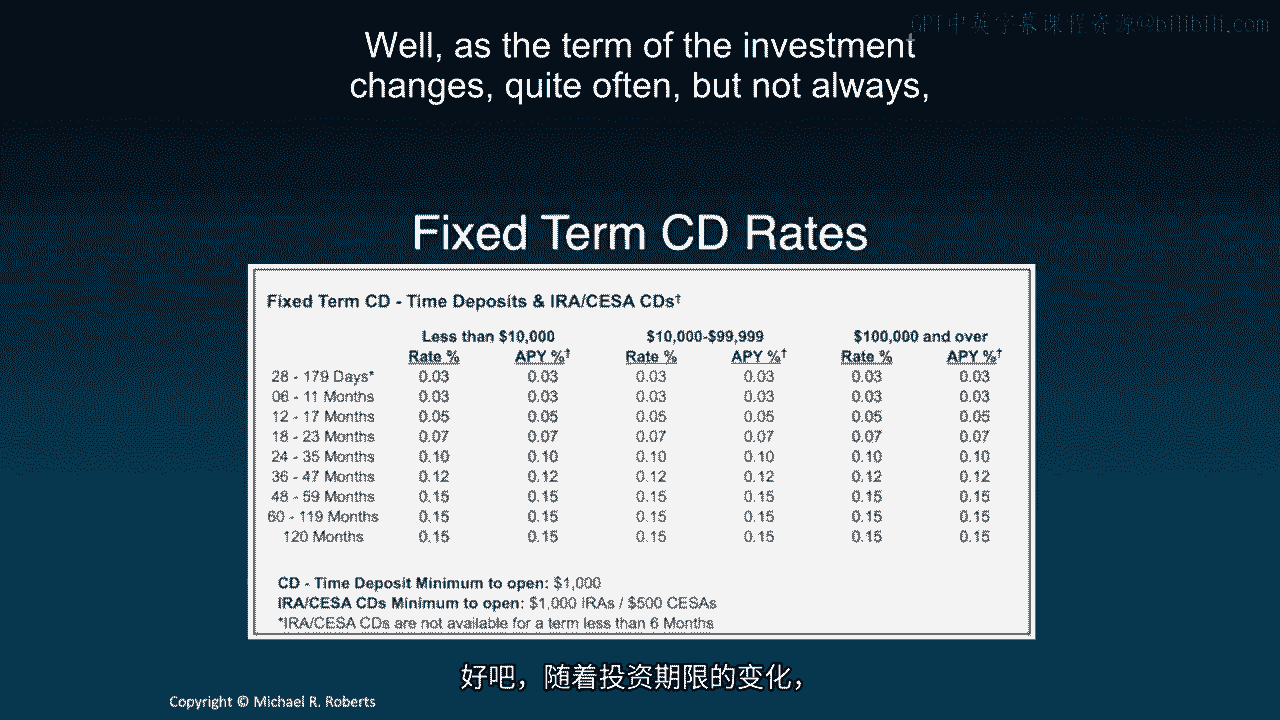 GPT中英字幕课程资源@bilibili.com
Well, as the term of the investment
changes, quite often, but not always,
Fixed Term CD Rates
Fixed Term CD - Time Deposits & IRA/CESA CDs†
Less than $10,000 $10,000-$99,999 $100,000 and over
Rate % APY %† Rate % APY %† Rate % APY %†
28 - 179 Days* 0.03 0.03 0.03 0.03 0.03 0.03
06 - 11 Months 0.03 0.03 0.03 0.03 0.03 0.03
12 - 17 Months 0.05 0.05 0.05 0.05 0.05 0.05
18 - 23 Months 0.07 0.07 0.07 0.07 0.07 0.07
24 - 35 Months 0.10 0.10 0.10 0.10 0.10 0.10
36 - 47 Months 0.12 0.12 0.12 0.12 0.12 0.12
48 - 59 Months 0.15 0.15 0.15 0.15 0.15 0.15
60 - 119 Months 0.15 0.15 0.15 0.15 0.15 0.15
120 Months 0.15 0.15 0.15 0.15 0.15 0.15
CD - Time Deposit Minimum to open: $1,000
IRA/CESA CDs Minimum to open: $1,000 IRAs / $500 CESAs
*IRA/CESA CDs are not available for a term less than 6 Months
好吧，随着投资期限的变化，
Copyright © Michael R. Roberts